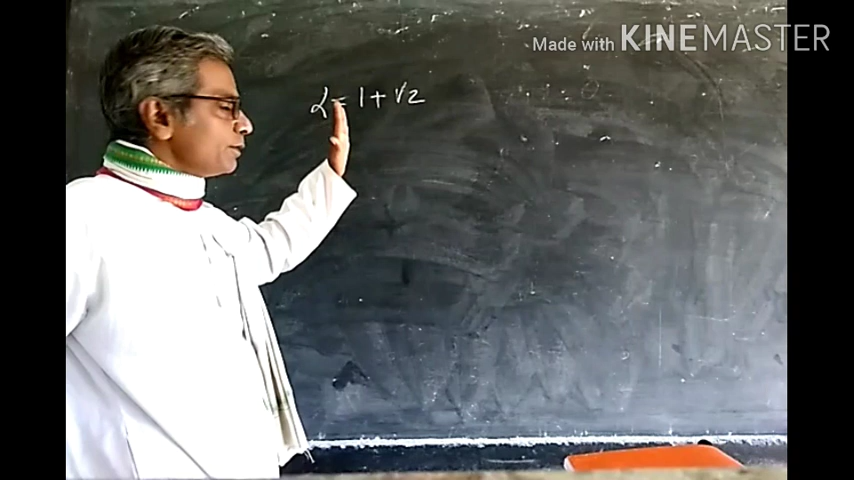 Made with KINEMASTER
α = 1 + √2